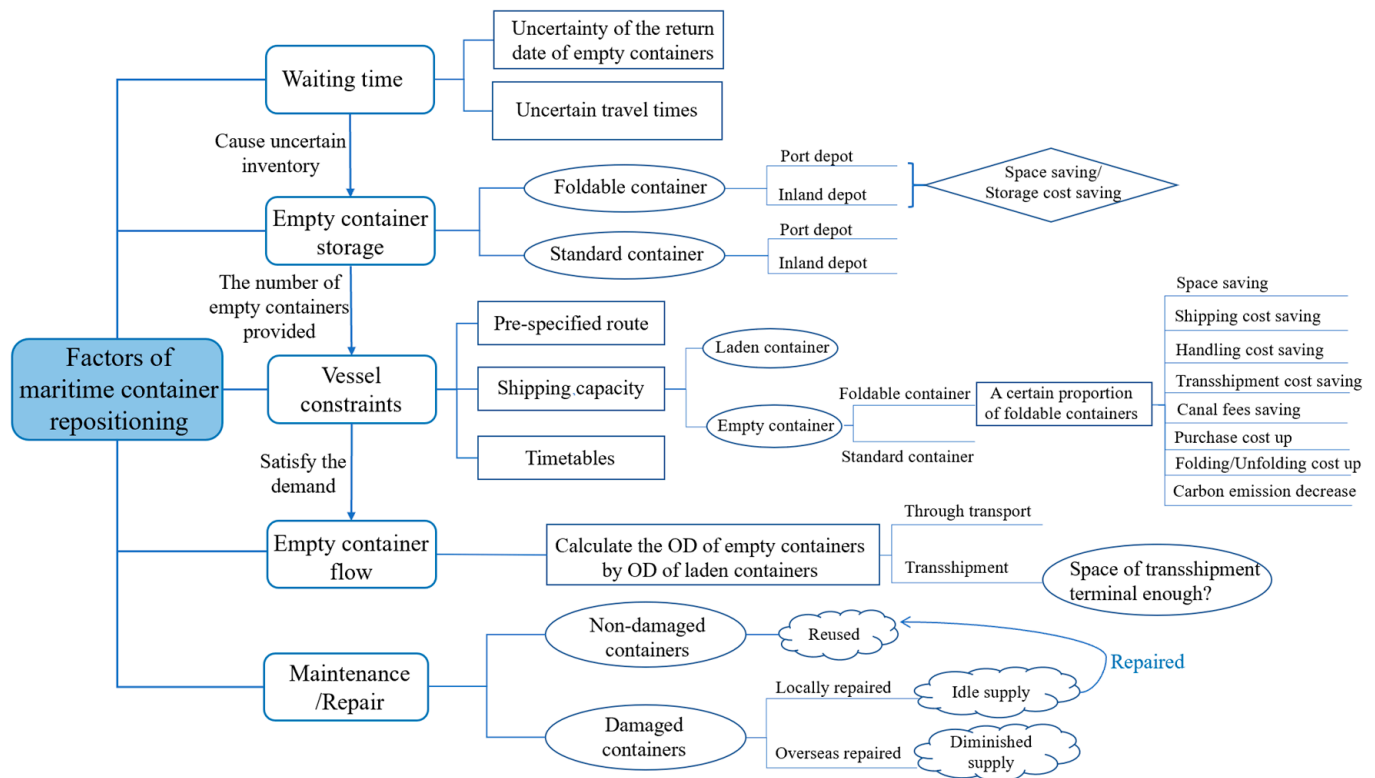 Factors of
maritime container
repositioning
Waiting time
Uncertainty of the return
date of empty containers
Uncertain travel times
Cause uncertain
inventory
Empty container
storage
Foldable container
Port depot
Inland depot
Space saving/
Storage cost saving
Standard container
Port depot
Inland depot
The number of
empty containers
provided
Vessel
constraints
Pre-specified route
Shipping capacity
Timetables
Laden container
Empty container
Foldable container
Standard container
A certain proportion
of foldable containers
Space saving
Shipping cost saving
Handling cost saving
Transshipment cost saving
Canal fees saving
Purchase cost up
Folding/Unfolding cost up
Carbon emission decrease
Satisfy the
demand
Empty container
flow
Calculate the OD of empty containers
by OD of laden containers
Through transport
Transshipment
Space of transshipment
terminal enough?
Maintenance
/Repair
Non-damaged
containers
Reused
Repaired
Damaged
containers
Locally repaired
Idle supply
Overseas repaired
Diminished
supply